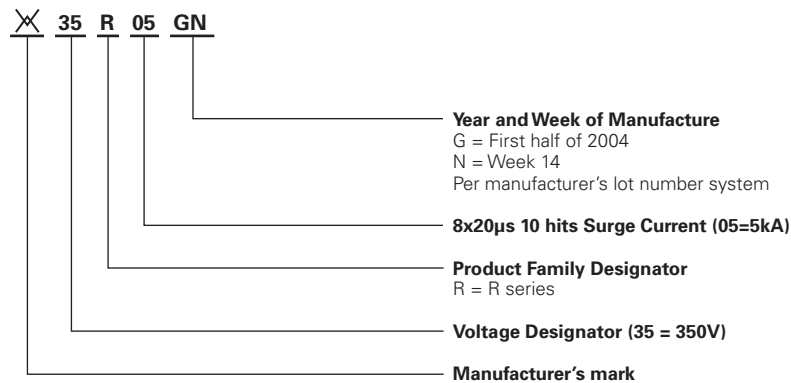 35 R 05 GN
Year and Week of Manufacture
G = First half of 2004
N = Week 14
Per manufacturer's lot number system
8x20µs 10 hits Surge Current (05=5kA)
Product Family Designator
R = R series
Voltage Designator (35 = 350V)
Manufacturer's mark